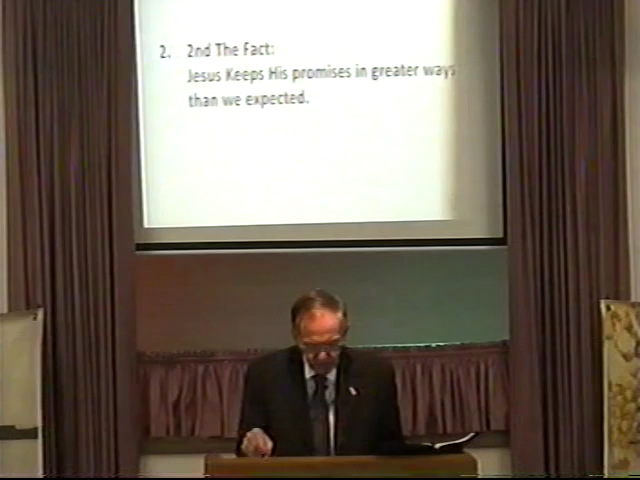 2. 2nd The Fact:
Jesus Keeps His promises in greater ways
than we expected.